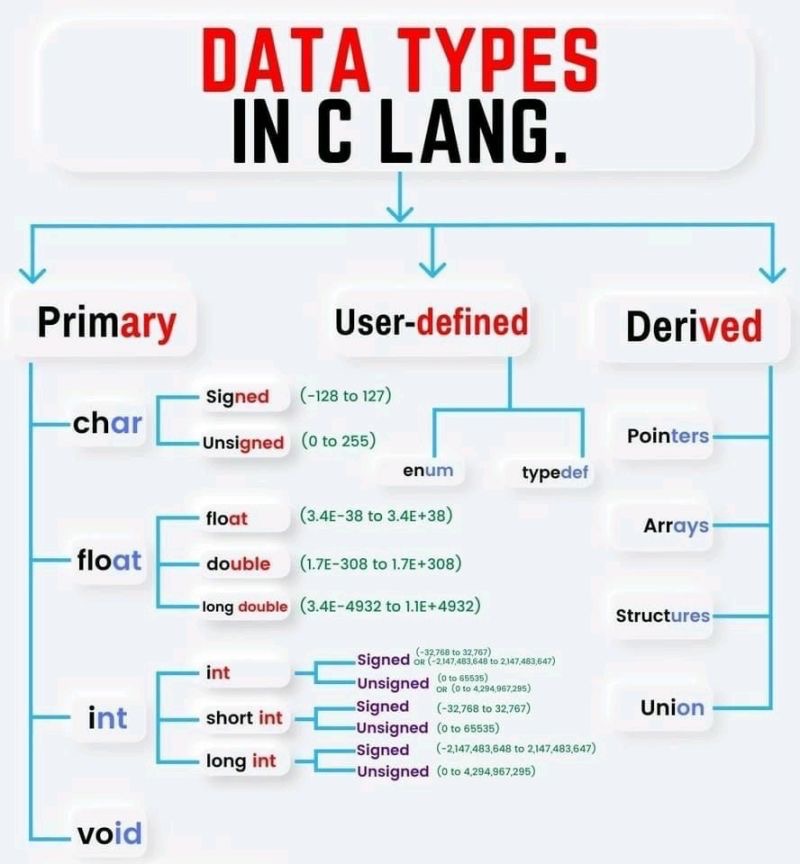 DATA TYPES
IN C LANG.
Primary
char
Signed (-128 to 127)
Unsigned (0 to 255)
float
float (3.4E-38 to 3.4E+38)
double (1.7E-308 to 1.7E+308)
long double (3.4E-4932 to 1.1E+4932)
int
int
Signed (-32,768 to 32,767)
OR (-2,147,483,648 to 2,147,483,647)
Unsigned (0 to 65535)
OR (0 to 4,294,967,295)
short int
Signed (-32,768 to 32,767)
Unsigned (0 to 65535)
long int
Signed (-2,147,483,648 to 2,147,483,647)
Unsigned (0 to 4,294,967,295)
void
User-defined
enum
typedef
Derived
Pointers
Arrays
Structures
Union